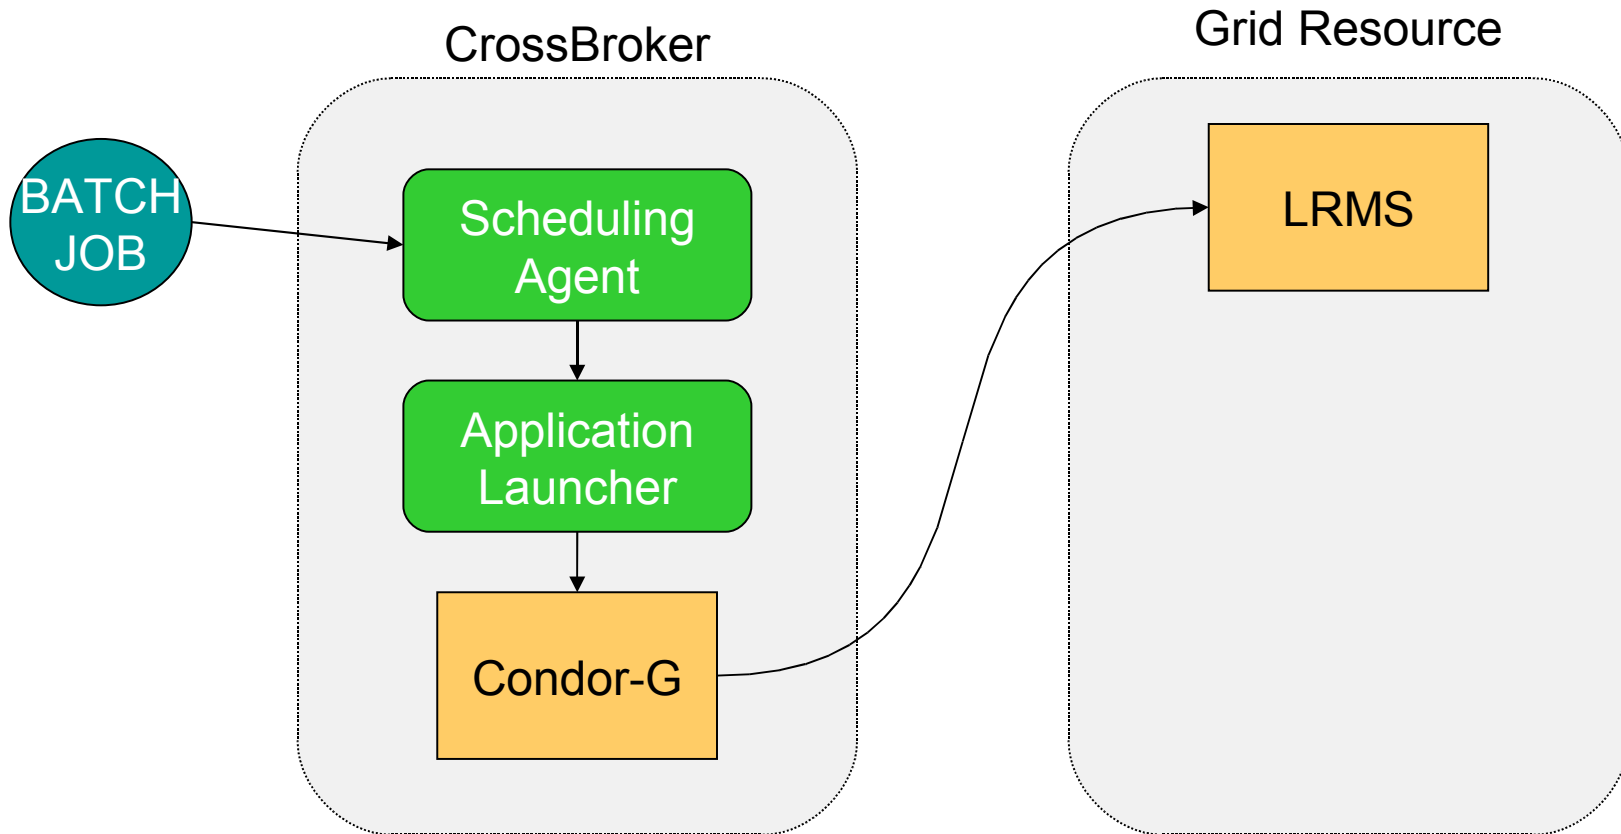 CrossBroker
Grid Resource
BATCH
JOB
Scheduling
Agent
Application
Launcher
Condor-G
LRMS